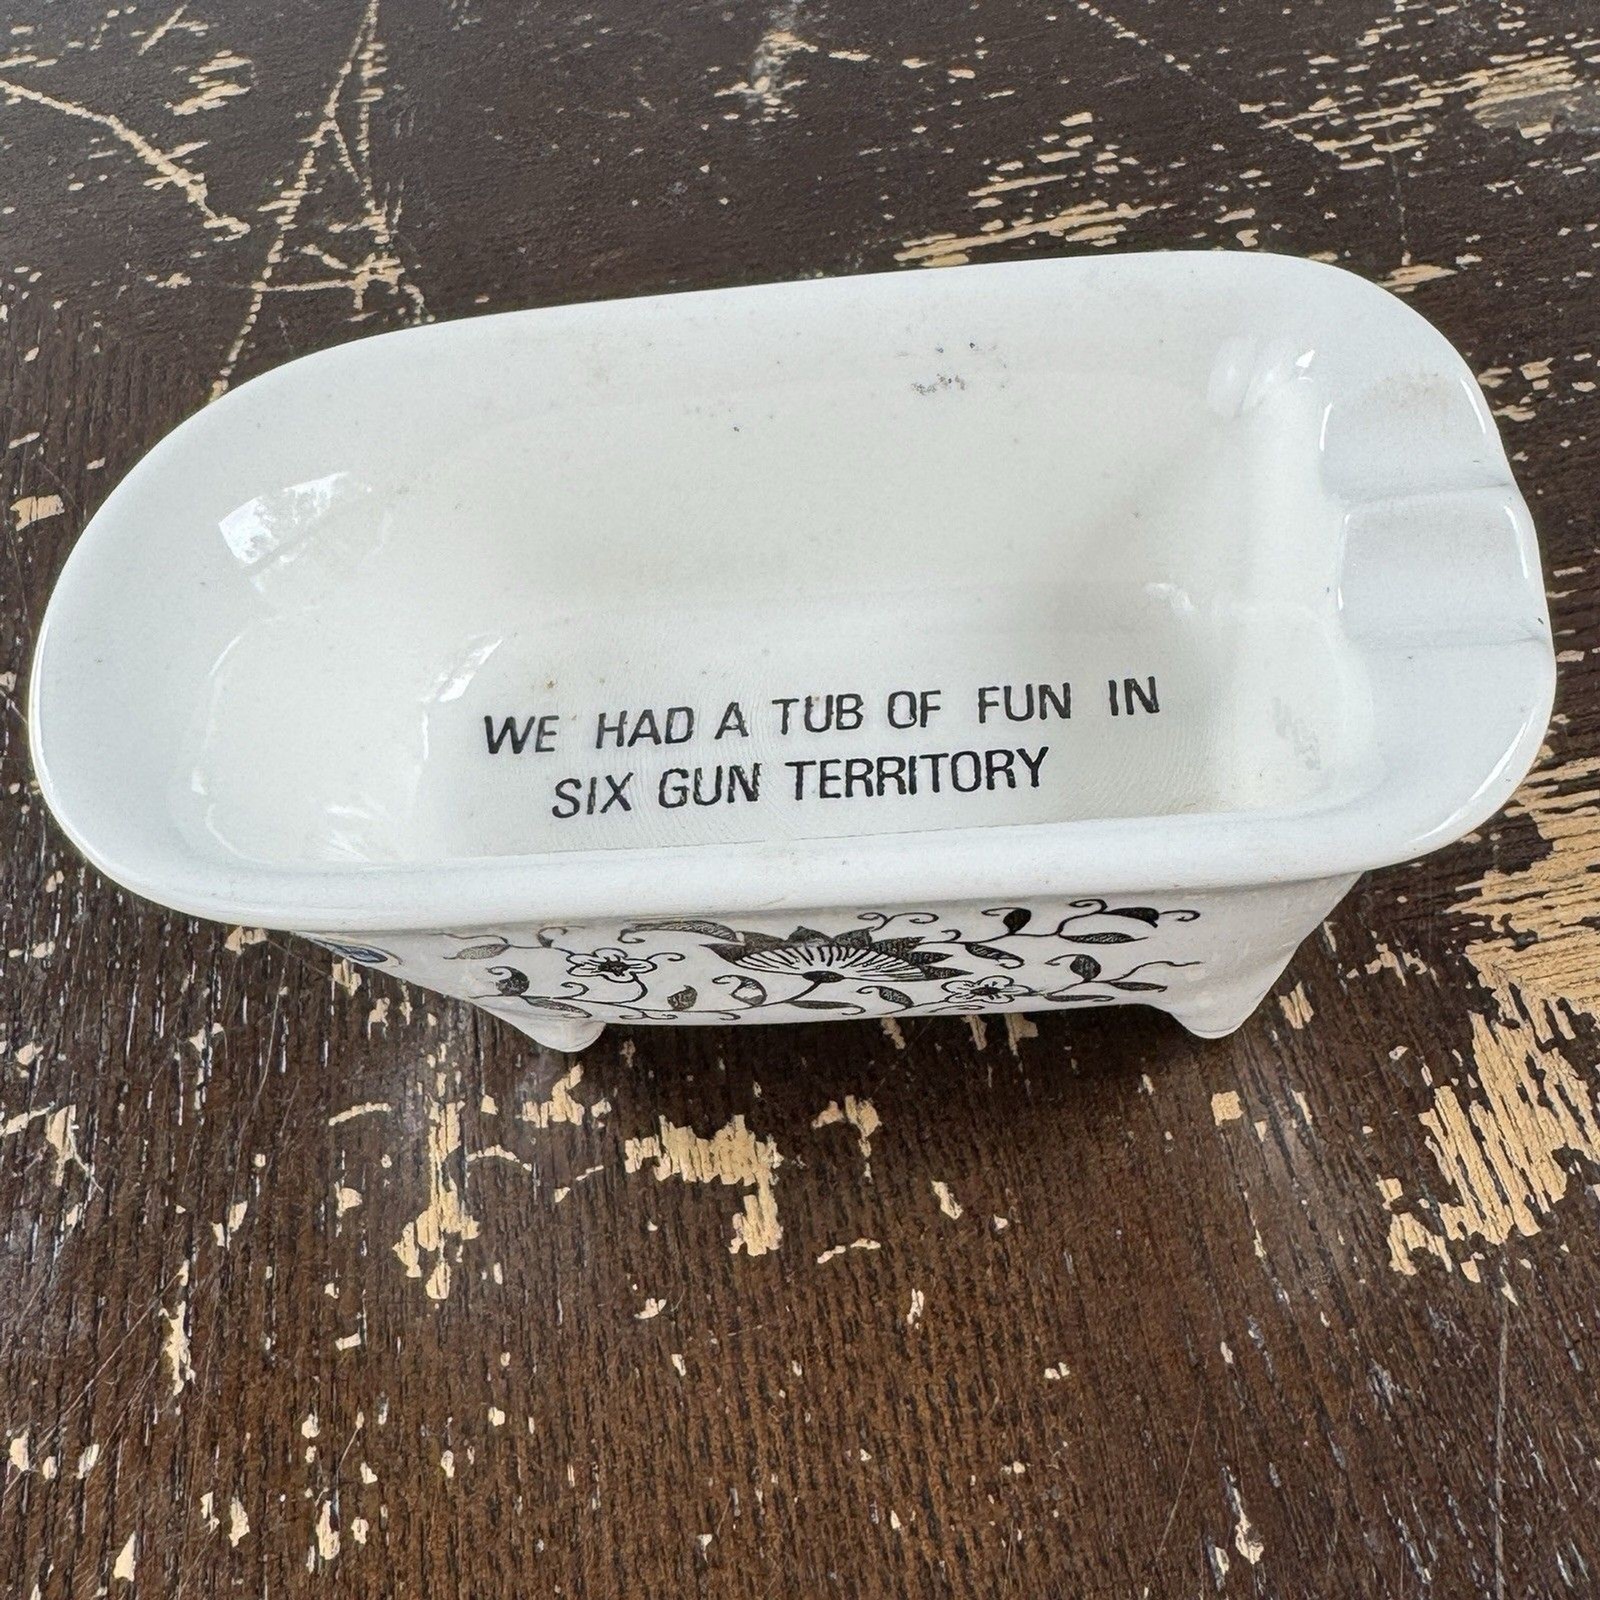 WE HAD A TUB OF FUN IN
SIX GUN TERRITORY